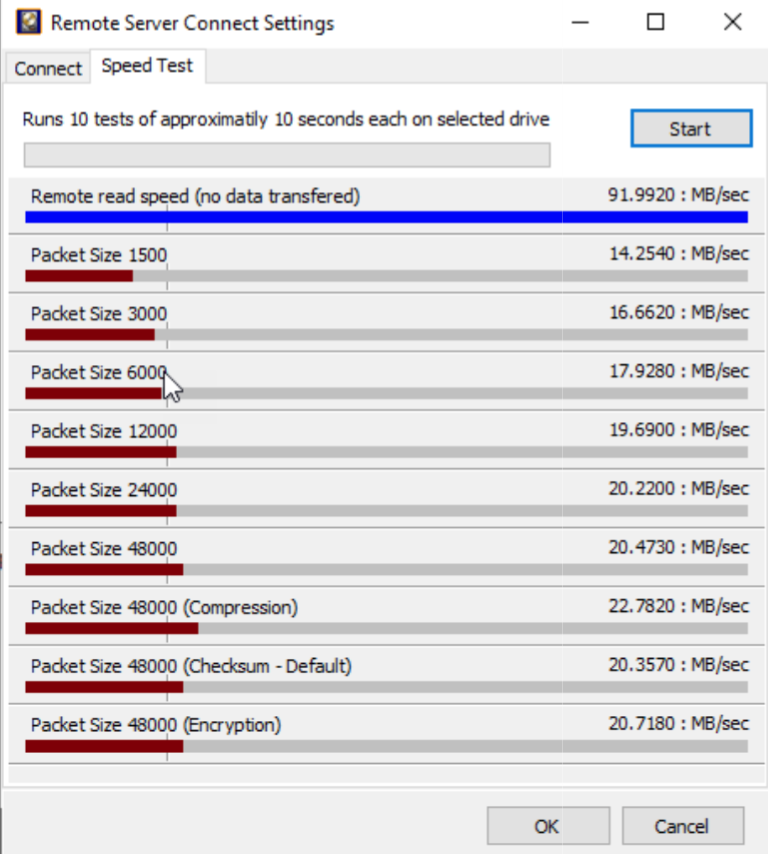 Remote Server Connect Settings
Connect
Speed Test
Runs 10 tests of approximatily 10 seconds each on selected drive
Start
Remote read speed (no data transfered) 91.9920 : MB/sec
Packet Size 1500 14.2540 : MB/sec
Packet Size 3000 16.6620 : MB/sec
Packet Size 6000 17.9280 : MB/sec
Packet Size 12000 19.6900 : MB/sec
Packet Size 24000 20.2200 : MB/sec
Packet Size 48000 20.4730 : MB/sec
Packet Size 48000 (Compression) 22.7820 : MB/sec
Packet Size 48000 (Checksum - Default) 20.3570 : MB/sec
Packet Size 48000 (Encryption) 20.7180 : MB/sec
OK
Cancel